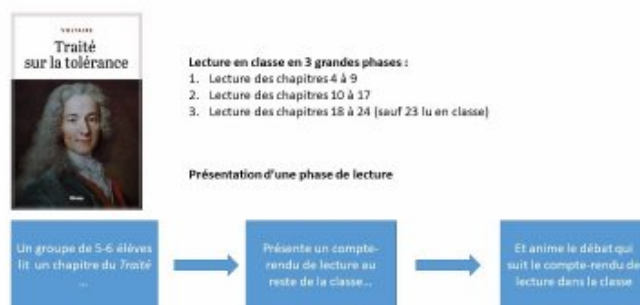 VOLTAIRE
Traité
sur la tolérance
Lecture en classe en 3 grandes phases :
1. Lecture des chapitres 4 à 9
2. Lecture des chapitres 10 à 17
3. Lecture des chapitres 18 à 24 (sauf 23 lu en classe)
Présentation d'une phase de lecture
Un groupe de 5-6 élèves
lit un chapitre du Traité
...
Présente un compte-
rendu de lecture au
reste de la classe...
Et anime le débat qui
suit le compte-rendu de
lecture dans la classe